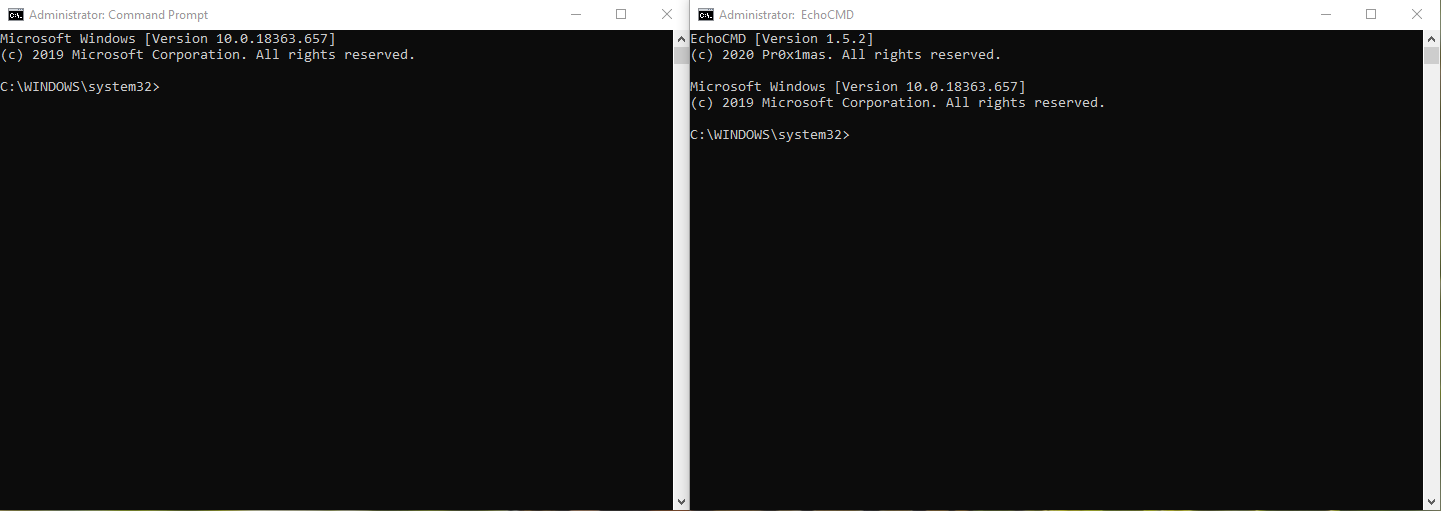 Administrator: Command Prompt
Microsoft Windows [Version 10.0.18363.657]
(c) 2019 Microsoft Corporation. All rights reserved.
C:\WINDOWS\system32>
Administrator: EchoCMD
EchoCMD [Version 1.5.2]
(c) 2020 Pr0x1mas. All rights reserved.
Microsoft Windows [Version 10.0.18363.657]
(c) 2019 Microsoft Corporation. All rights reserved.
C:\WINDOWS\system32>